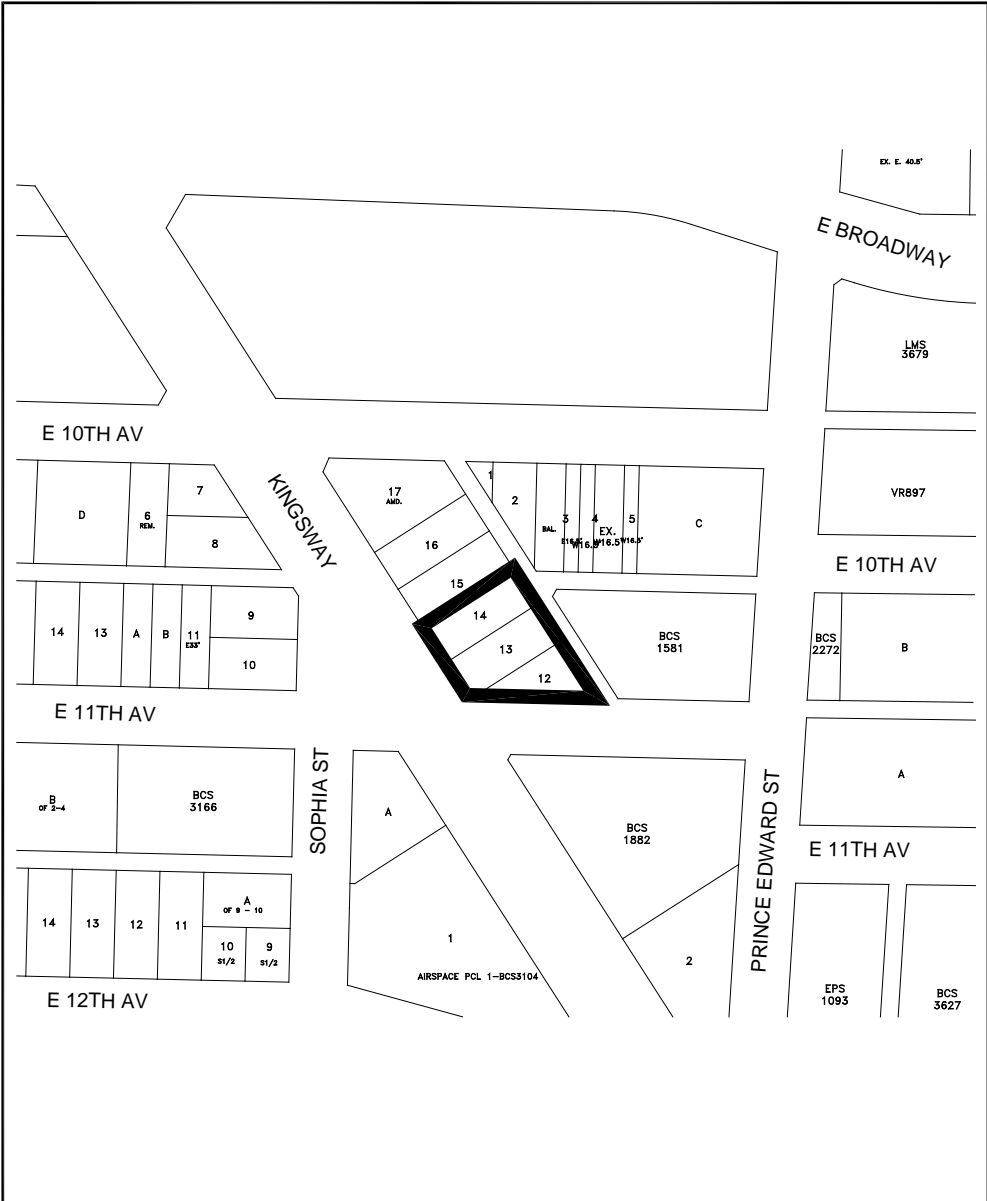 EX. E. 40.5'
E BROADWAY
LMS
3679
E 10TH AV
KINGSWAY
D
6
REM.
7
8
17
AMD.
16
15
14
13
12
1
2
BAL.
3
4
EX.
W16.5'
5
W16.5'
C
VR897
E 10TH AV
14
13
A
B
11
E33'
9
10
BCS
1581
BCS
2272
B
E 11TH AV
SOPHIA ST
B
OF 2-4
BCS
3166
A
BCS
1882
PRINCE EDWARD ST
A
E 11TH AV
14
13
12
11
A
OF 9 - 10
10
S1/2
9
S1/2
1
AIRSPACE PCL 1-BCS3104
2
EPS
1093
BCS
3627
E 12TH AV